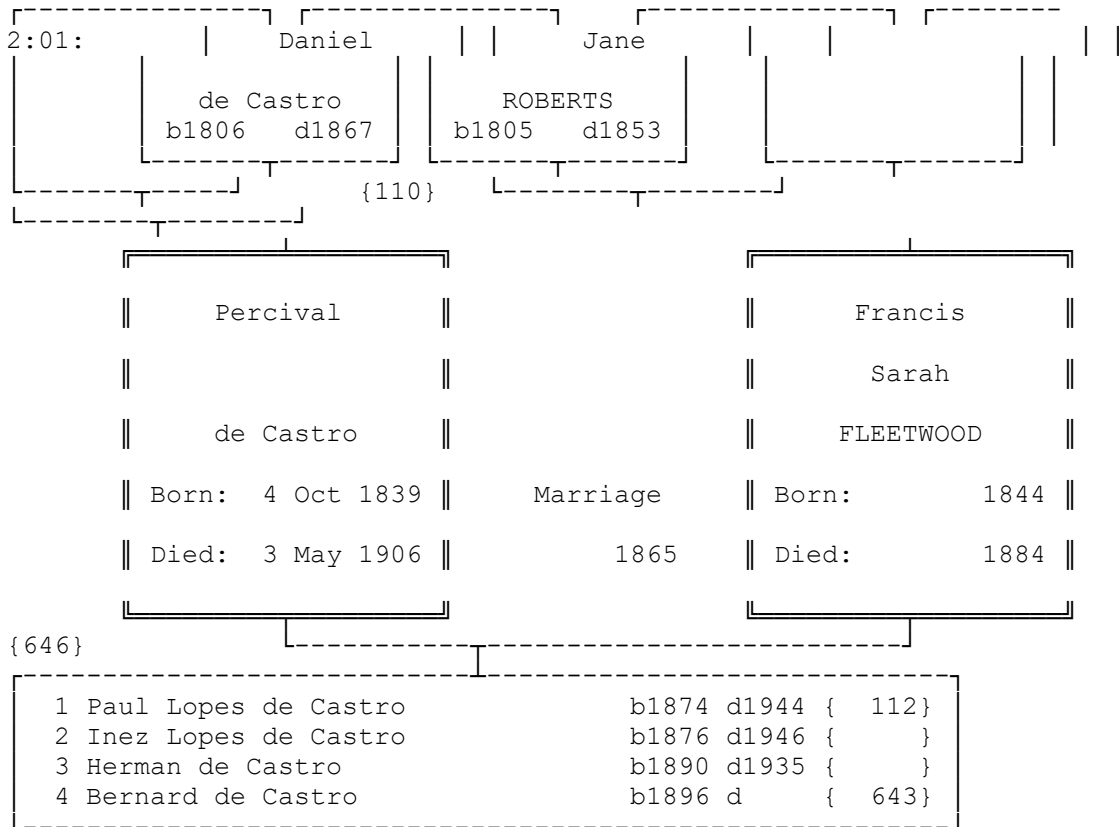 2:01: Daniel Jane
de Castro ROBERTS
b1806 d1867 b1805 d1853
{110}
Percival Francis
Sarah
de Castro FLEETWOOD
Born: 4 Oct 1839 Marriage Born: 1844
Died: 3 May 1906 1865 Died: 1884
{646}
1 Paul Lopes de Castro b1874 d1944 { 112}
2 Inez Lopes de Castro b1876 d1946 { }
3 Herman de Castro b1890 d1935 { }
4 Bernard de Castro b1896 d { 643}